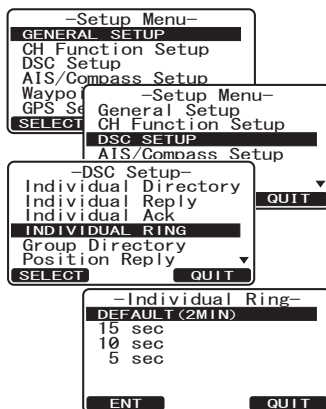 -Setup Menu-
GENERAL SETUP
CH Function Setup
DSC Setup
AIS/Compass Setup
Waypoi
GPS Se
SELECT
-Setup Menu-
General Setup
CH Function Setup
DSC SETUP
AIS/Compass Setup
QUIT
-DSC Setup-
Individual Directory
Individual Reply
Individual Ack
INDIVIDUAL RING
Group Directory
Position Reply
SELECT QUIT
-Individual Ring-
DEFAULT(2MIN)
15 sec
10 sec
5 sec
ENT QUIT